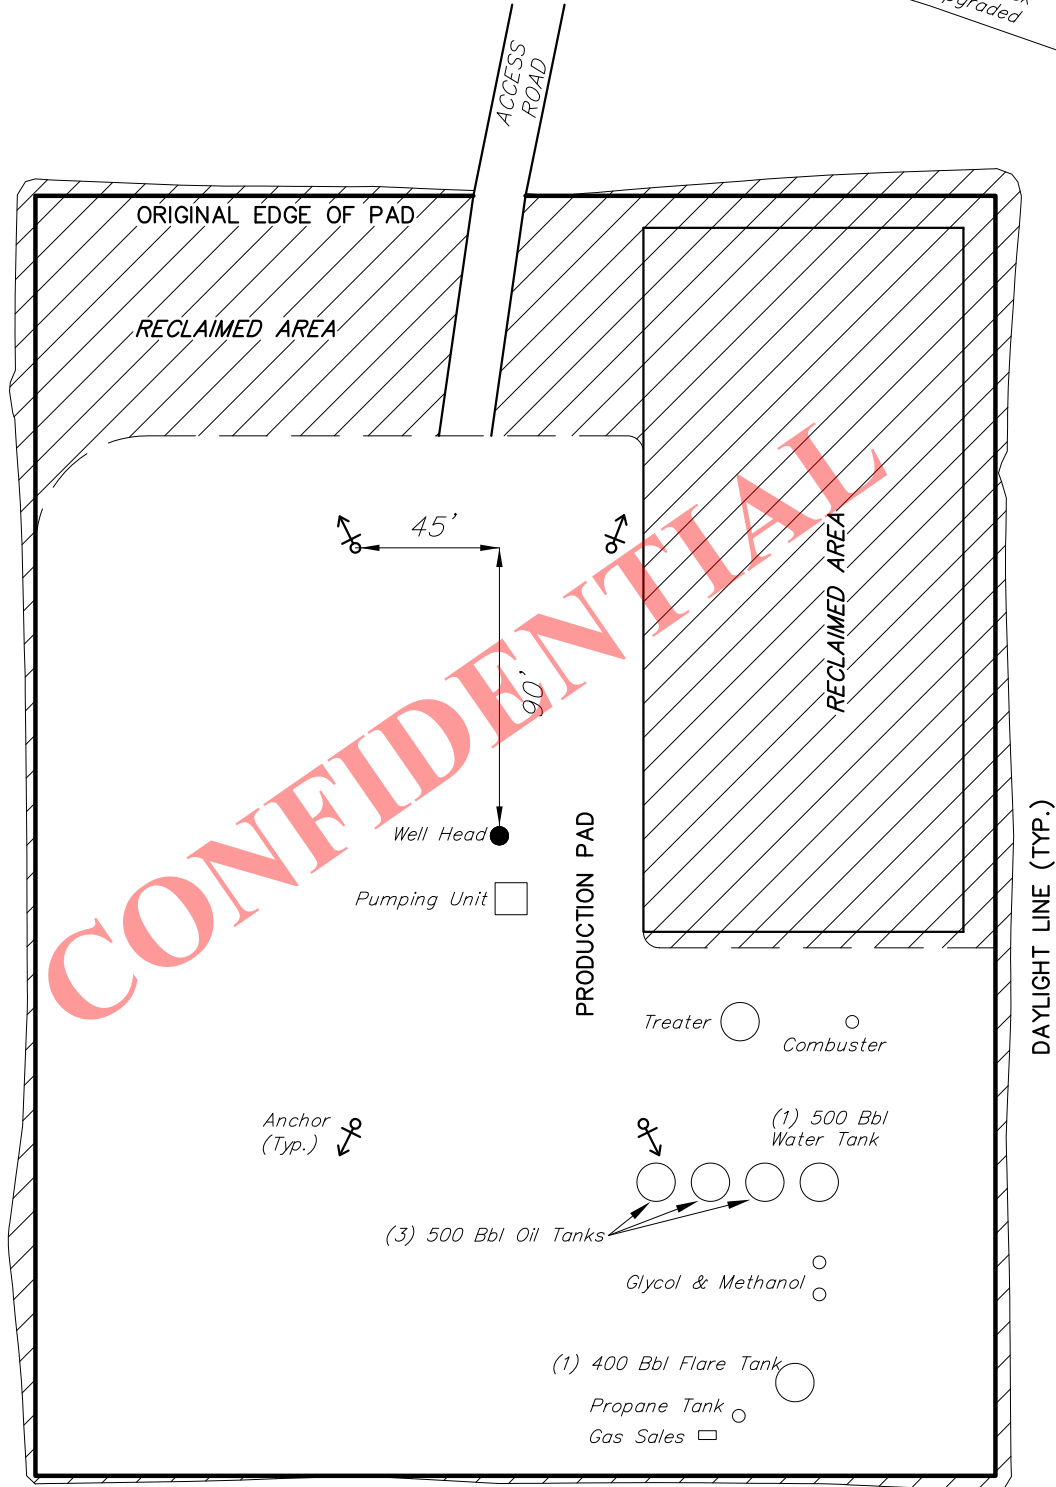 Upgraded
ACCESS
ROAD
ORIGINAL EDGE OF PAD
RECLAIMED AREA
45'
RECLAIMED AREA
90'
CONFIDENTIAL
Well Head
PRODUCTION PAD
DAYLIGHT LINE (TYP.)
Pumping Unit
Treater
Combuster
Anchor
(Typ.)
(1) 500 Bbl
Water Tank
(3) 500 Bbl Oil Tanks
Glycol & Methanol
(1) 400 Bbl Flare Tank
Propane Tank
Gas Sales